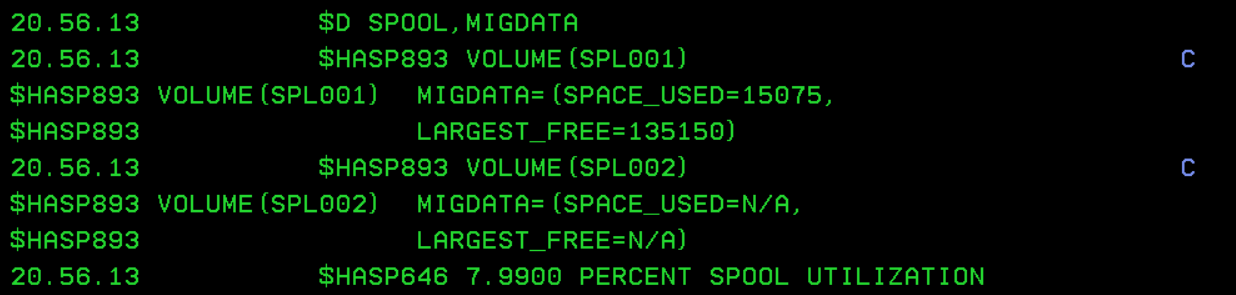 20.56.13 $D SPOOL,MIGDATA
20.56.13 $HASP893 VOLUME(SPL001) C
$HASP893 VOLUME(SPL001) MIGDATA=(SPACE_USED=15075,
$HASP893 LARGEST_FREE=135150)
20.56.13 $HASP893 VOLUME(SPL002) C
$HASP893 VOLUME(SPL002) MIGDATA=(SPACE_USED=N/A,
$HASP893 LARGEST_FREE=N/A)
20.56.13 $HASP646 7.9900 PERCENT SPOOL UTILIZATION